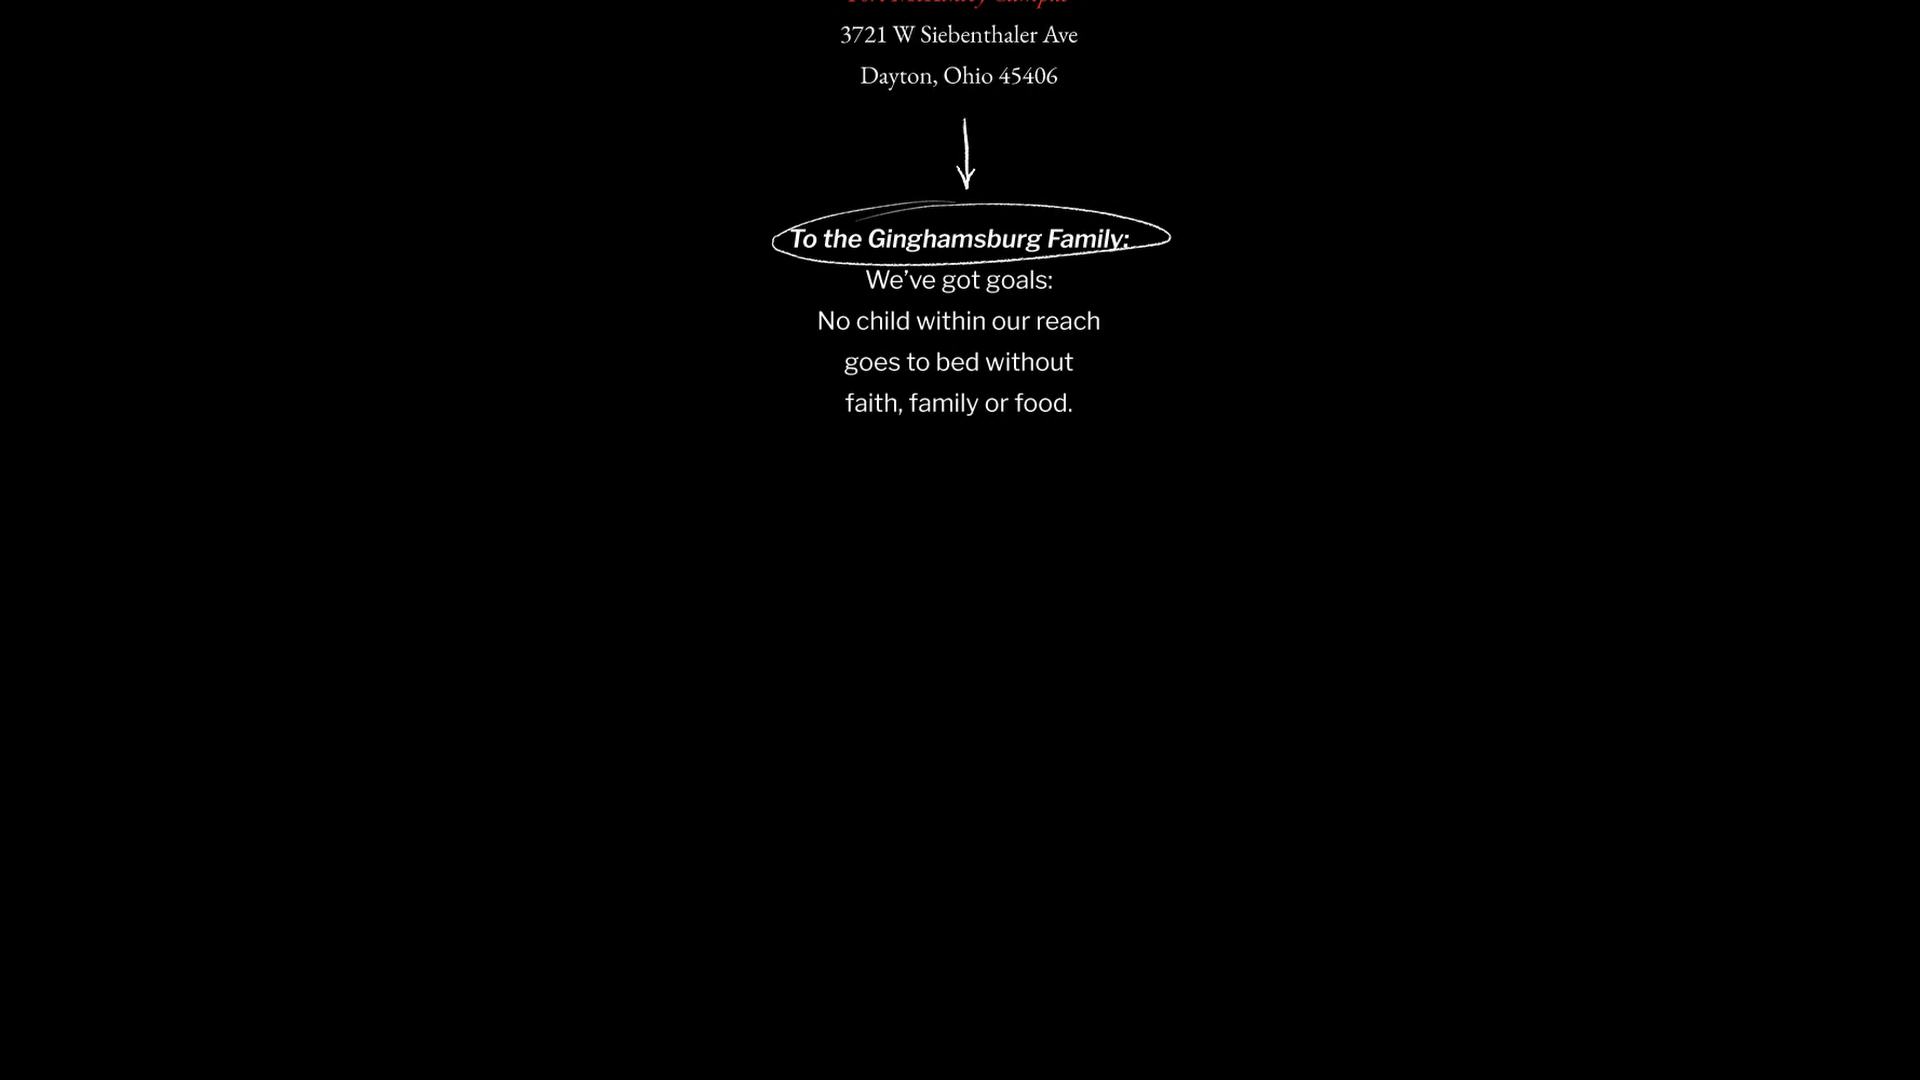 3721 W Siebenthaler Ave
Dayton, Ohio 45406
To the Ginghamsburg Family:
We’ve got goals:
No child within our reach
goes to bed without
faith, family or food.